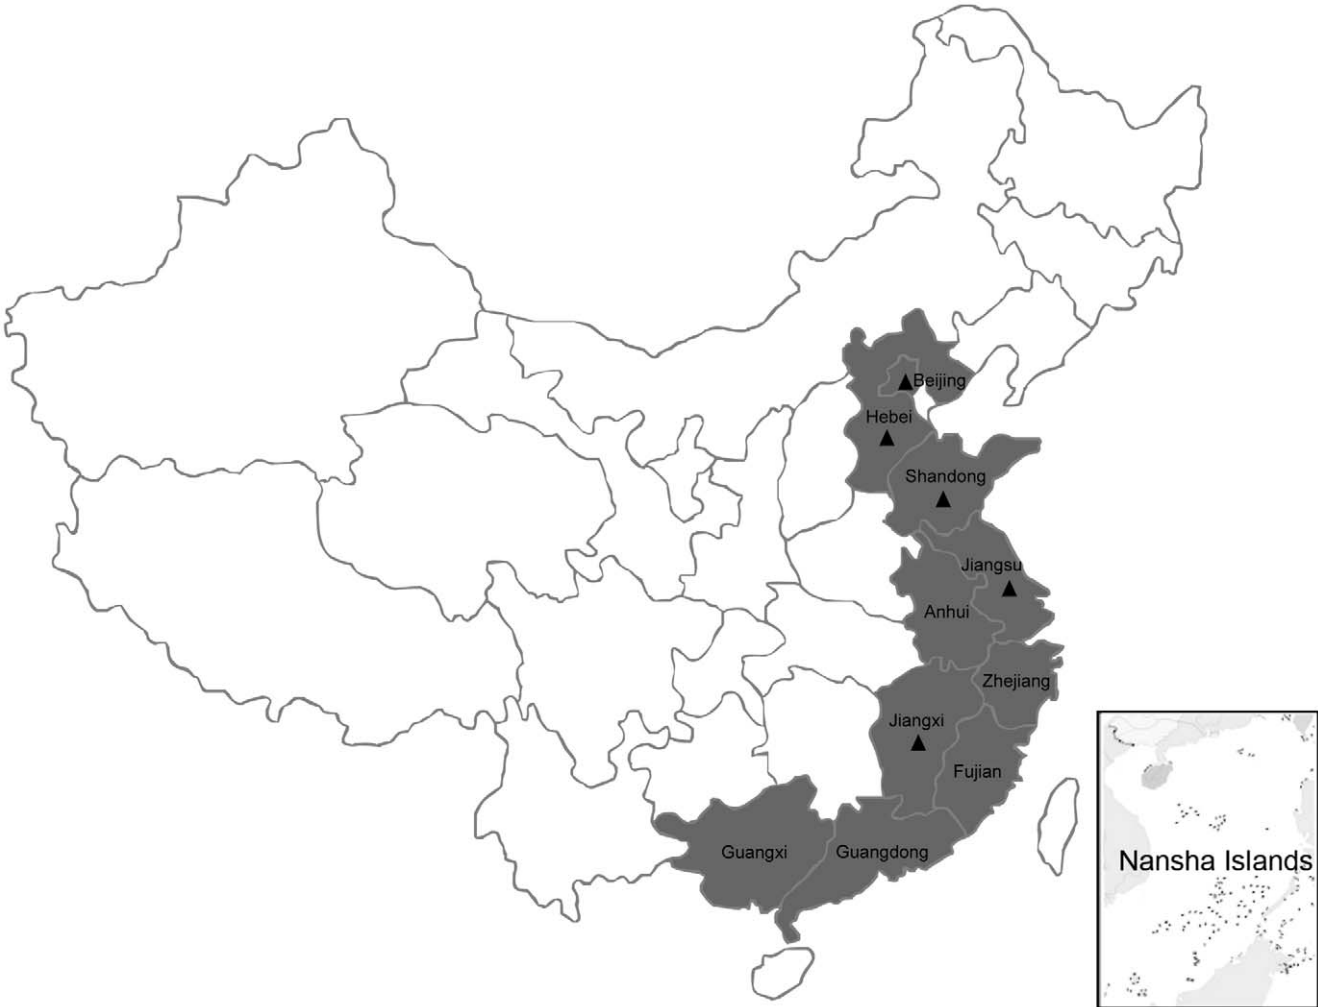 Beijing
Hebei
Shandong
Jiangsu
Anhui
Zhejiang
Jiangxi
Fujian
Guangxi
Guangdong
Nansha Islands